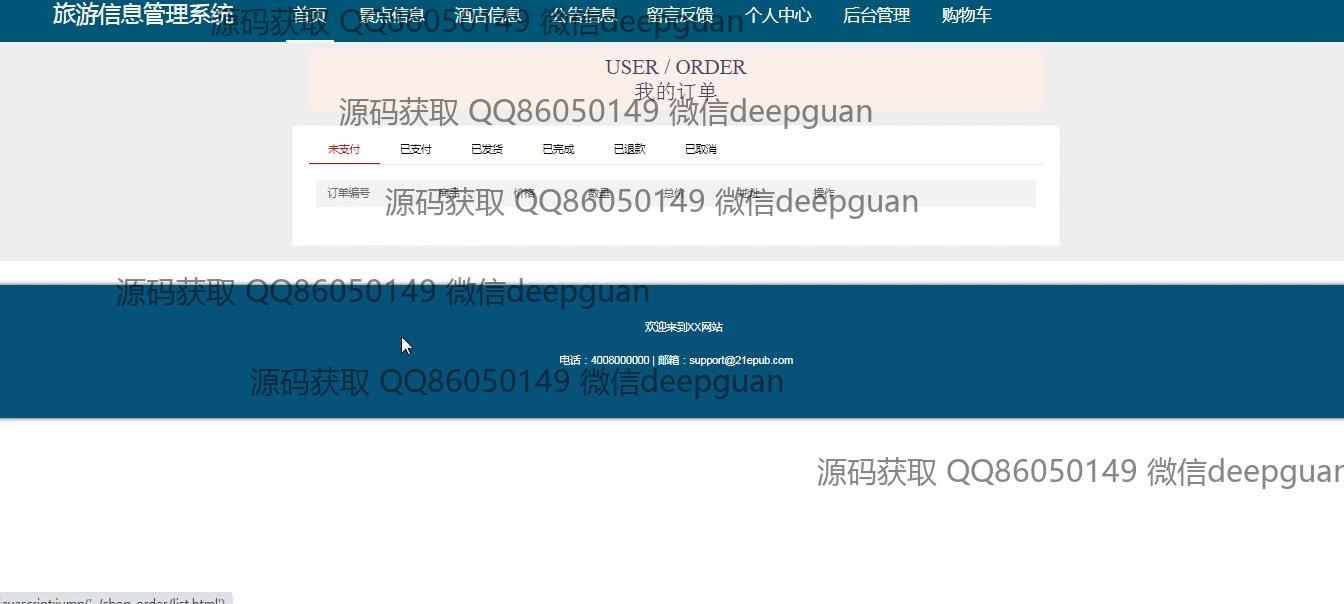 旅游信息管理系统 首页 景点信息 酒店信息 公告信息 留言反馈 个人中心 后台管理 购物车
源码获取 QQ86050149 微信deepguan
USER / ORDER
我的订单
源码获取 QQ86050149 微信deepguan
未支付 已支付 已发货 已完成 已退款 已取消
订单编号 商品 价格 数量 总价 地址 操作
源码获取 QQ86050149 微信deepguan
源码获取 QQ86050149 微信deepguan
欢迎来到XX网站
电话：4008000000 | 邮箱：support@21epub.com
源码获取 QQ86050149 微信deepguan
源码获取 QQ86050149 微信deepguan
javascript:jump('../shop_order/list.html')